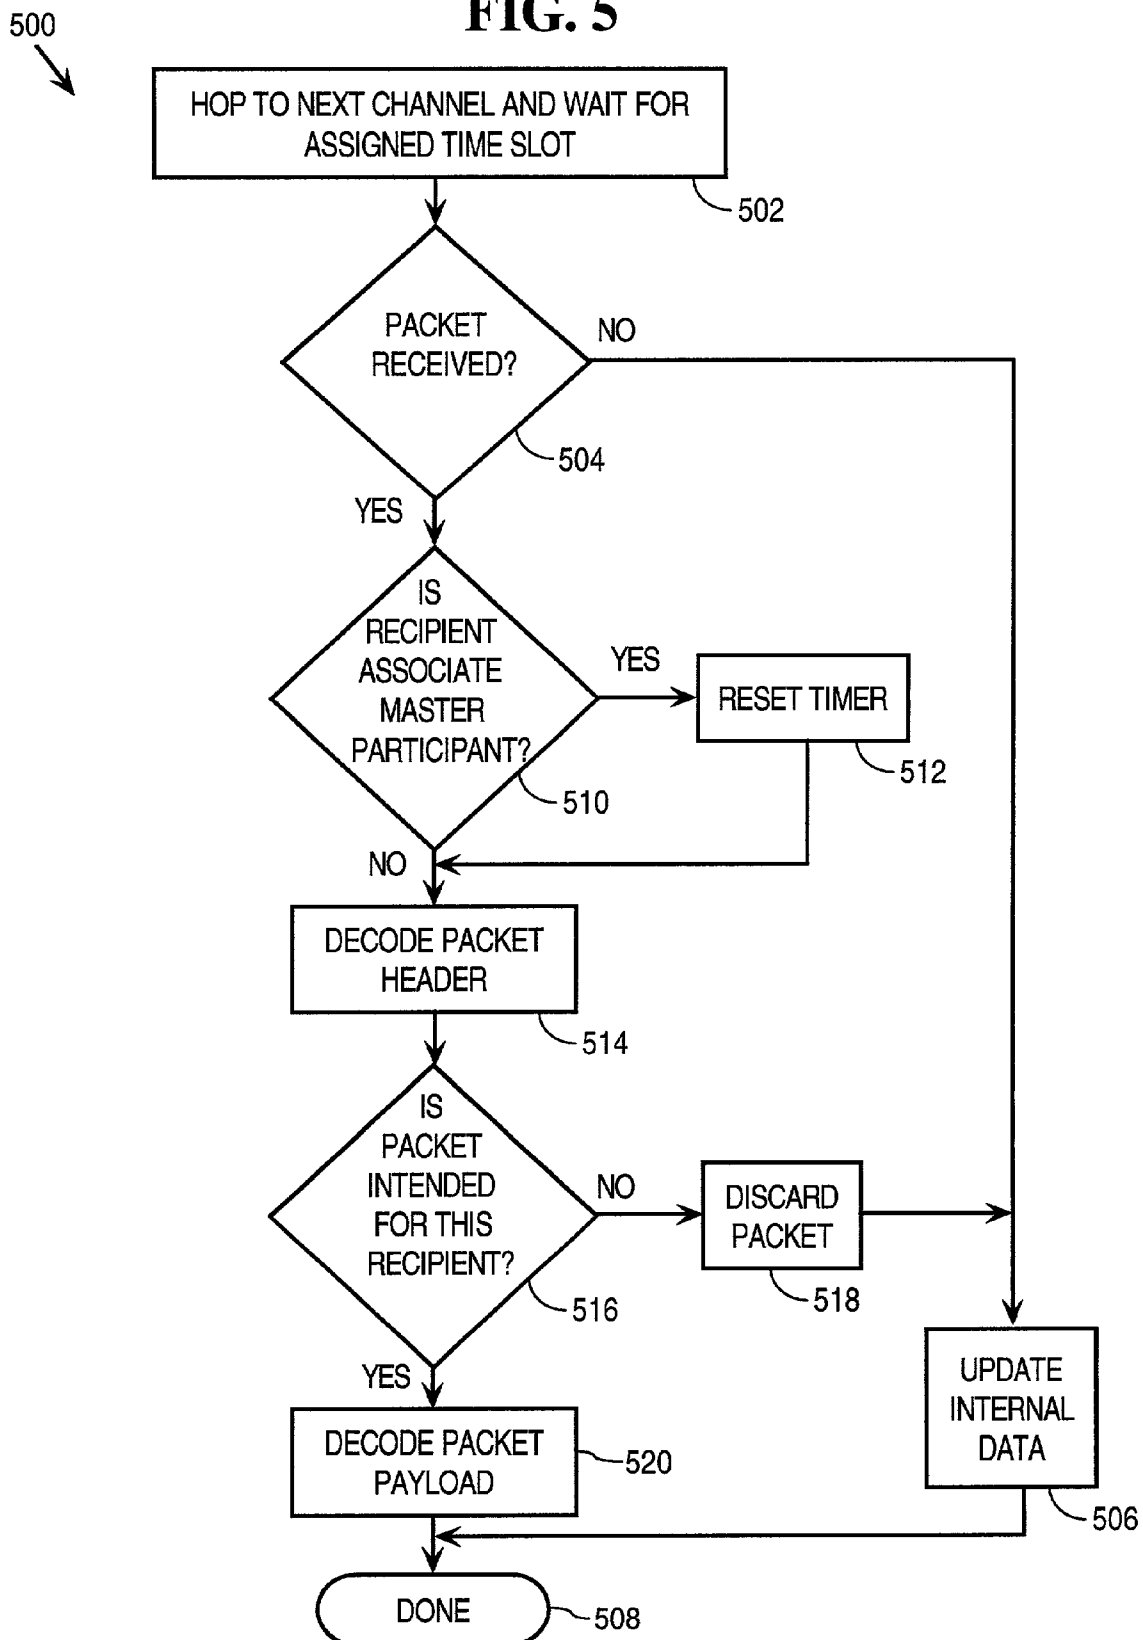 FIG. 5
500
HOP TO NEXT CHANNEL AND WAIT FOR
ASSIGNED TIME SLOT
502
PACKET
RECEIVED?
NO
504
YES
IS
RECIPIENT
ASSOCIATE
MASTER
PARTICIPANT?
YES
RESET TIMER
512
510
NO
DECODE PACKET
HEADER
514
IS
PACKET
INTENDED
FOR THIS
RECIPIENT?
NO
DISCARD
PACKET
518
516
YES
UPDATE
INTERNAL
DATA
506
DECODE PACKET
PAYLOAD
520
DONE
508